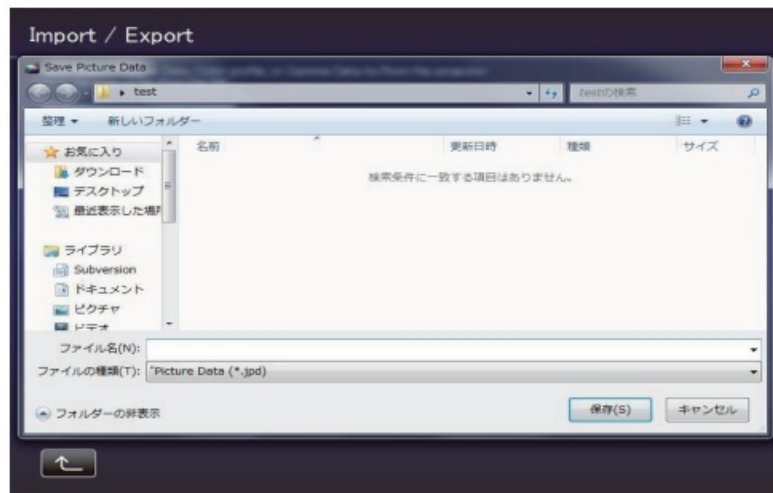 Import / Export
Save Picture Data
test
testの検索
整理 新しいフォルダー
お気に入り
ダウンロード
デスクトップ
最近表示した場所
ライブラリ
Subversion
ドキュメント
ピクチャ
ビデオ
名前 更新日時 種類 サイズ
検索条件に一致する項目はありません。
ファイル名(N):
ファイルの種類(T): "Picture Data (*.jpd)
フォルダーの非表示
保存(S) キャンセル